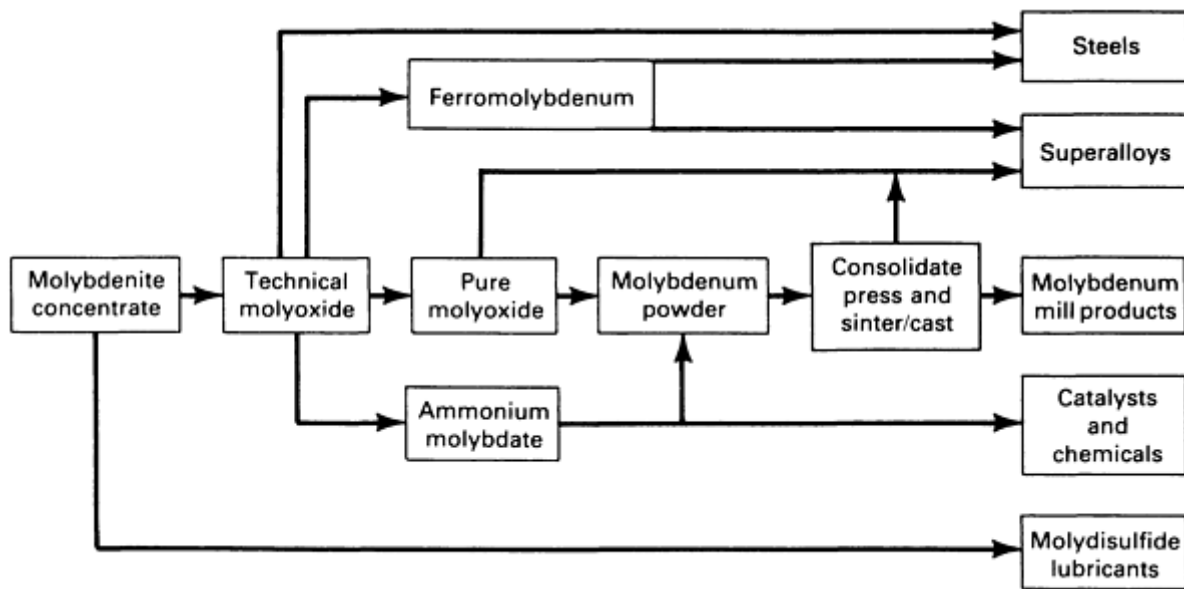 Steels
Ferromolybdenum
Superalloys
Molybdenite
concentrate
Technical
molyoxide
Pure
molyoxide
Molybdenum
powder
Consolidate
press and
sinter/cast
Molybdenum
mill products
Ammonium
molybdate
Catalysts
and
chemicals
Molydisulfide
lubricants